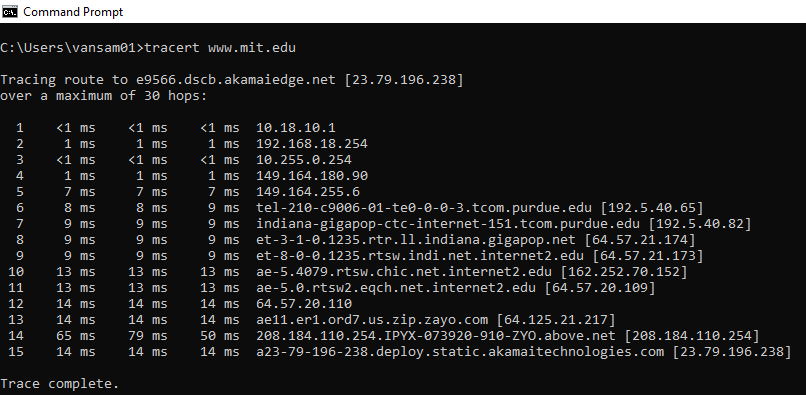 Command Prompt
C:\Users\vansam01>tracert www.mit.edu
Tracing route to e9566.dscb.akamaiedge.net [23.79.196.238]
over a maximum of 30 hops:
1 <1 ms <1 ms <1 ms 10.18.10.1
2 1 ms 1 ms 1 ms 192.168.18.254
3 <1 ms <1 ms <1 ms 10.255.0.254
4 1 ms 1 ms 1 ms 149.164.180.90
5 7 ms 7 ms 7 ms 149.164.255.6
6 8 ms 8 ms 9 ms tel-210-c9006-01-te0-0-0-3.tcom.purdue.edu [192.5.40.65]
7 9 ms 9 ms 9 ms indiana-gigapop-ctc-internet-151.tcom.purdue.edu [192.5.40.82]
8 9 ms 9 ms 9 ms et-3-1-0.1235.rtr.ll.indiana.gigapop.net [64.57.21.174]
9 9 ms 9 ms 9 ms et-8-0-0.1235.rtsw.indi.net.internet2.edu [64.57.21.173]
10 13 ms 13 ms 13 ms ae-5.4079.rtsw.chic.net.internet2.edu [162.252.70.152]
11 13 ms 13 ms 13 ms ae-5.0.rtsw2.eqch.net.internet2.edu [64.57.20.109]
12 14 ms 14 ms 14 ms 64.57.20.110
13 14 ms 14 ms 14 ms ae11.er1.ord7.us.zip.zayo.com [64.125.21.217]
14 65 ms 79 ms 50 ms 208.184.110.254.IPYX-073920-910-ZYO.above.net [208.184.110.254]
15 14 ms 14 ms 14 ms a23-79-196-238.deploy.static.akamaitechnologies.com [23.79.196.238]
Trace complete.